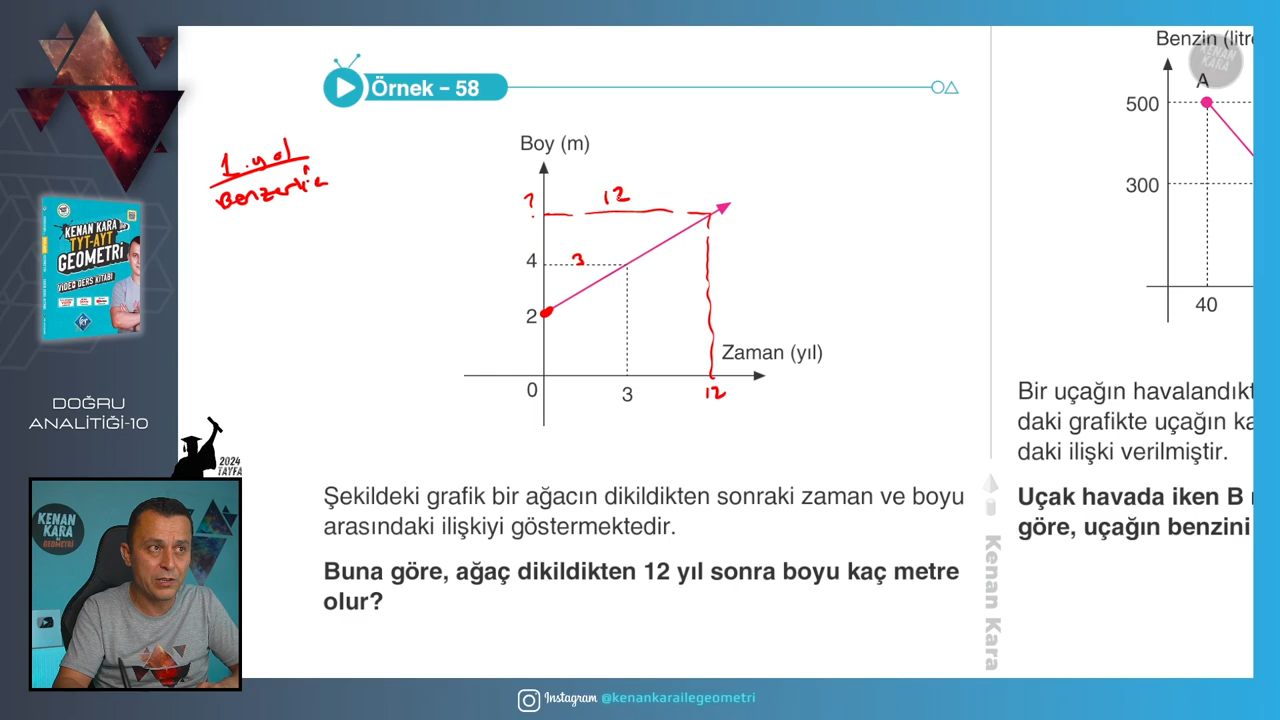 Örnek – 58
1.yol
Benzerlik
Boy (m)
?
12
4
3
2
Zaman (yıl)
0
3
12
Şekildeki grafik bir ağacın dikildikten sonraki zaman ve boyu
arasındaki ilişkiyi göstermektedir.
Buna göre, ağaç dikildikten 12 yıl sonra boyu kaç metre
olur?
Benzin (litre
KENAN
KARA
A
500
300
40
Bir uçağın havalandıkt
daki grafikte uçağın ka
daki ilişki verilmiştir.
Uçak havada iken B
göre, uçağın benzini
Kenan Kara
KENAN KARA
TYT-AYT
GEOMETRİ
VİDEO DERS KİTABI
DOĞRU
ANALİTİĞİ-10
2024
TAYFA
KENAN
KARA
GEOMETRİ
Instagram @kenankarailegeometri